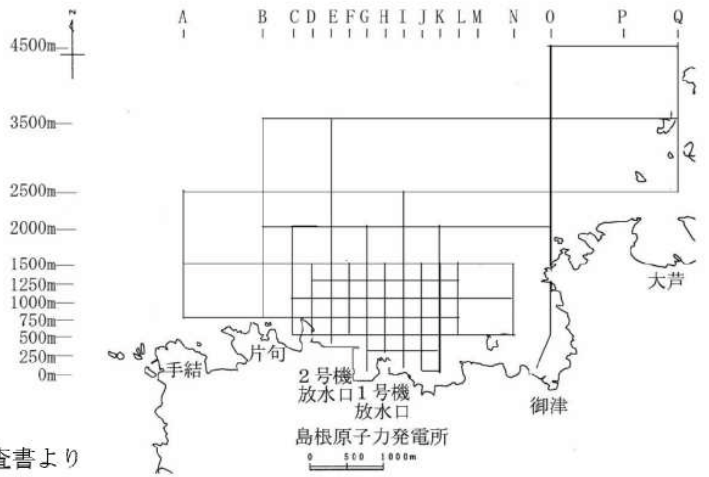 A B C D E F G H I J K L M N O P Q
z
4500m
3500m
2500m
2000m
1500m
1250m
1000m
750m
500m
250m
0m
大芦
手結
片句
2号機
放水口
1号機
放水口
御津
島根原子力発電所
0 500 1000m
査書より